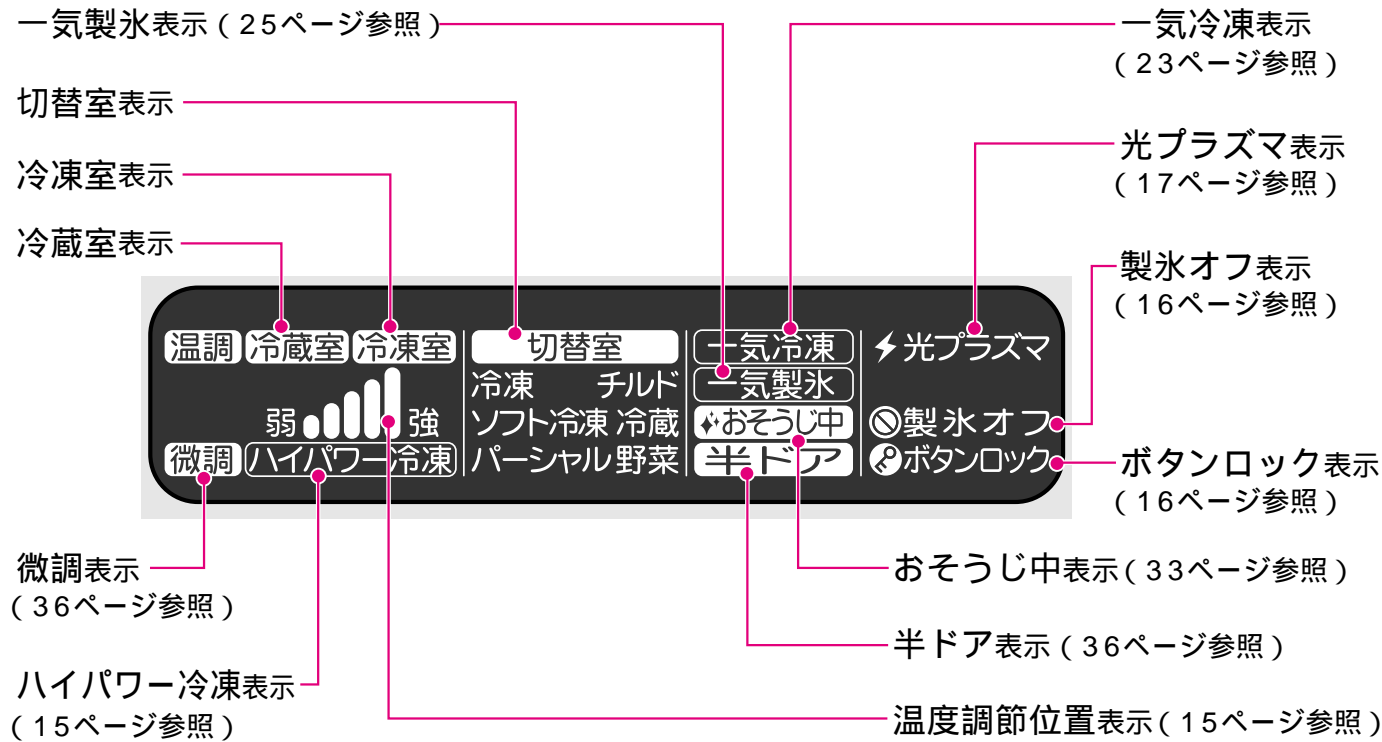 一気製氷表示(25ページ参照)
切替室表示
冷凍室表示
冷蔵室表示
一気冷凍表示
(23ページ参照)
光プラズマ表示
(17ページ参照)
製氷オフ表示
(16ページ参照)
ボタンロック表示
(16ページ参照)
温調 冷蔵室 冷凍室
弱 強
微調 ハイパワー冷凍
切替室
冷凍 チルド
ソフト冷凍 冷蔵
パーシャル 野菜
一気冷凍
一気製氷
おそうじ中
半ドア
光プラズマ
製氷オフ
ボタンロック
微調表示
(36ページ参照)
ハイパワー冷凍表示
(15ページ参照)
おそうじ中表示(33ページ参照)
半ドア表示(36ページ参照)
温度調節位置表示(15ページ参照)